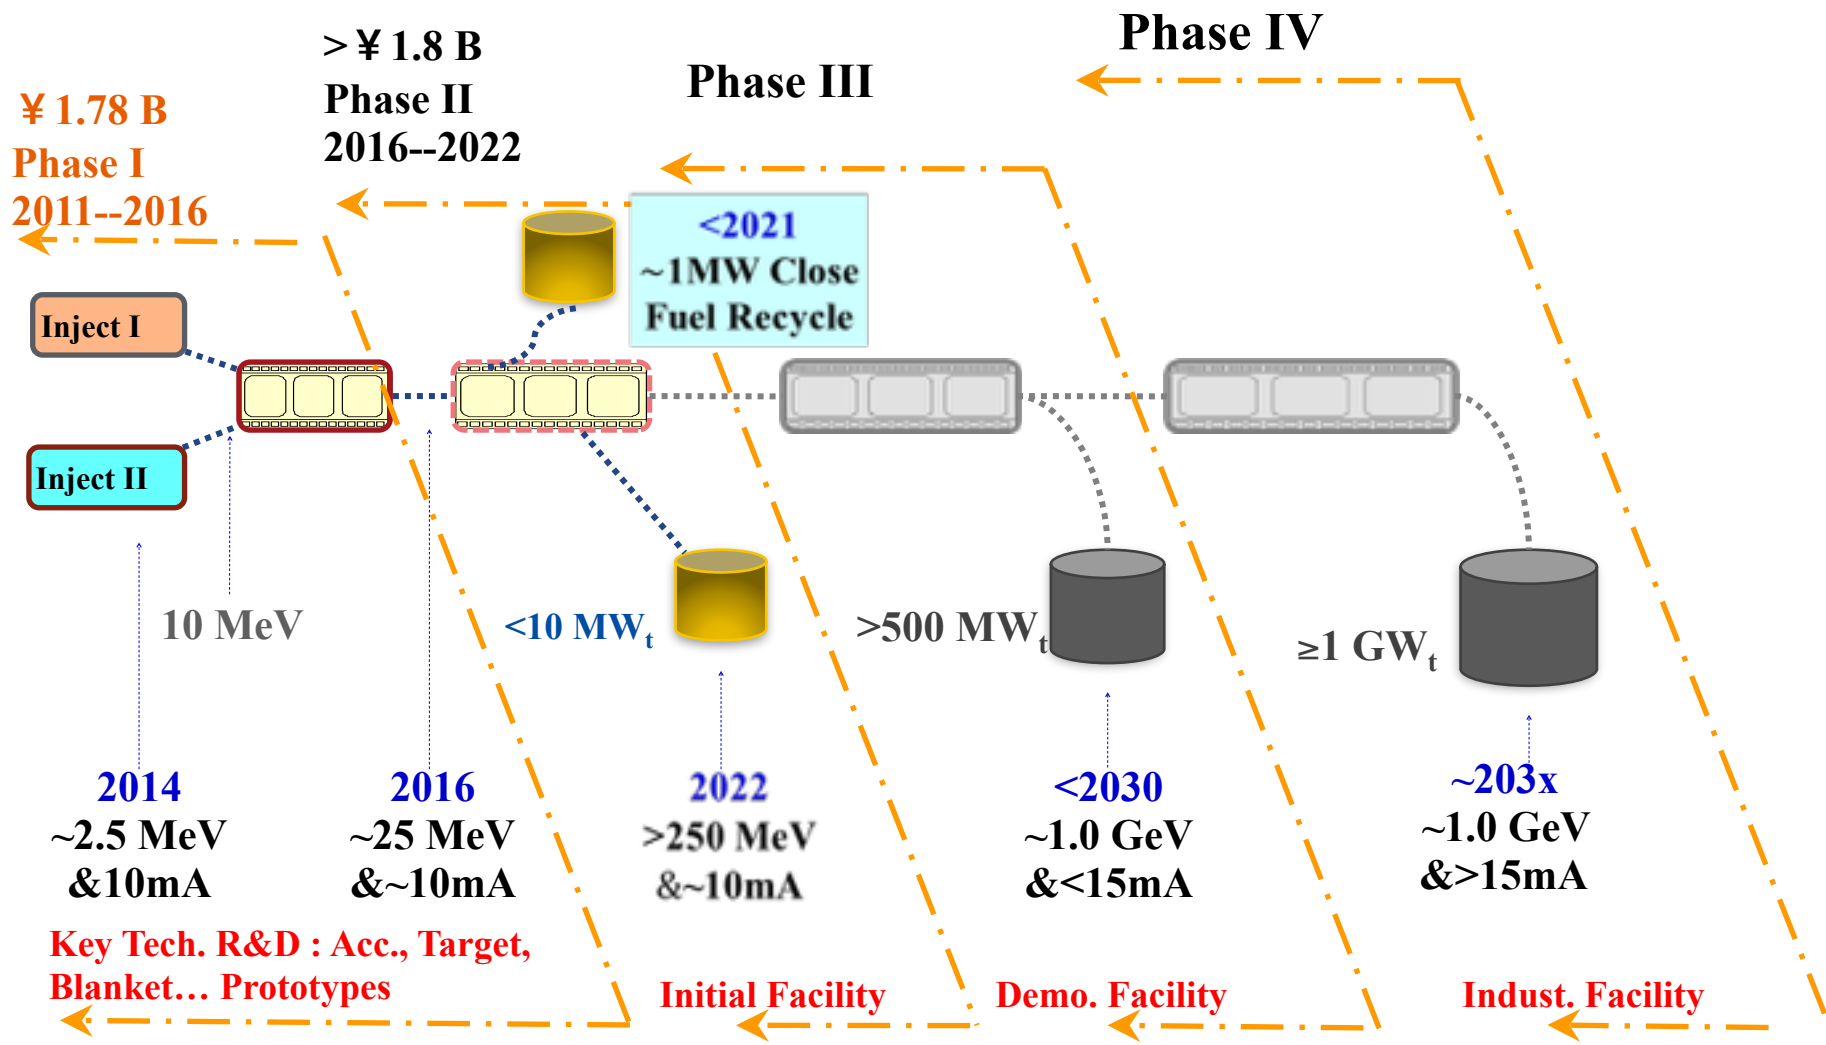 ¥ 1.78 B
Phase I
2011--2016
> ¥ 1.8 B
Phase II
2016--2022
Phase III
Phase IV
<2021
~1MW Close
Fuel Recycle
Inject I
Inject II
10 MeV
<10 MWt
>500 MWt
≥1 GWt
2014
~2.5 MeV
&10mA
2016
~25 MeV
&~10mA
2022
>250 MeV
&~10mA
<2030
~1.0 GeV
&<15mA
~203x
~1.0 GeV
&>15mA
Key Tech. R&D : Acc., Target,
Blanket… Prototypes
Initial Facility
Demo. Facility
Indust. Facility